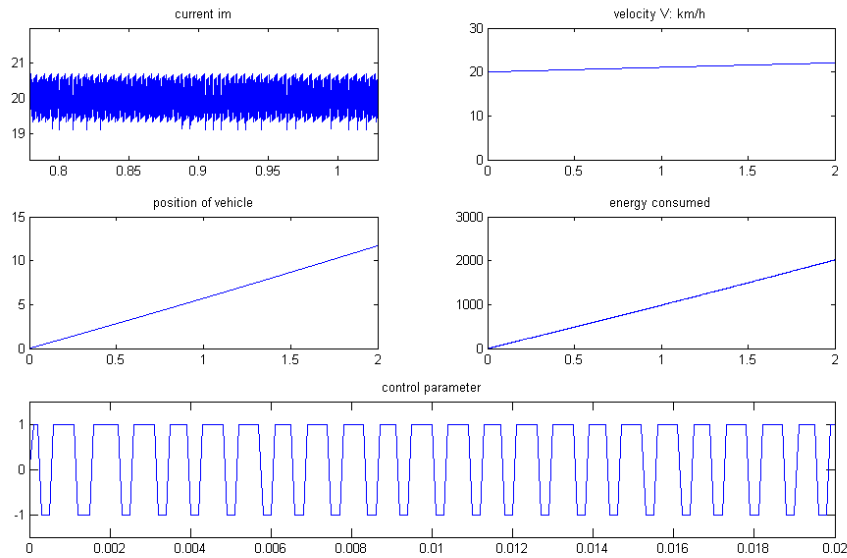 current im
21
20
19
0.8 0.85 0.9 0.95 1
velocity V: km/h
30
20
10
0
0 0.5 1 1.5 2
position of vehicle
15
10
5
0
0 0.5 1 1.5 2
energy consumed
3000
2000
1000
0
0 0.5 1 1.5 2
control parameter
1
0
-1
0 0.002 0.004 0.006 0.008 0.010 0.012 0.014 0.016 0.018 0.02